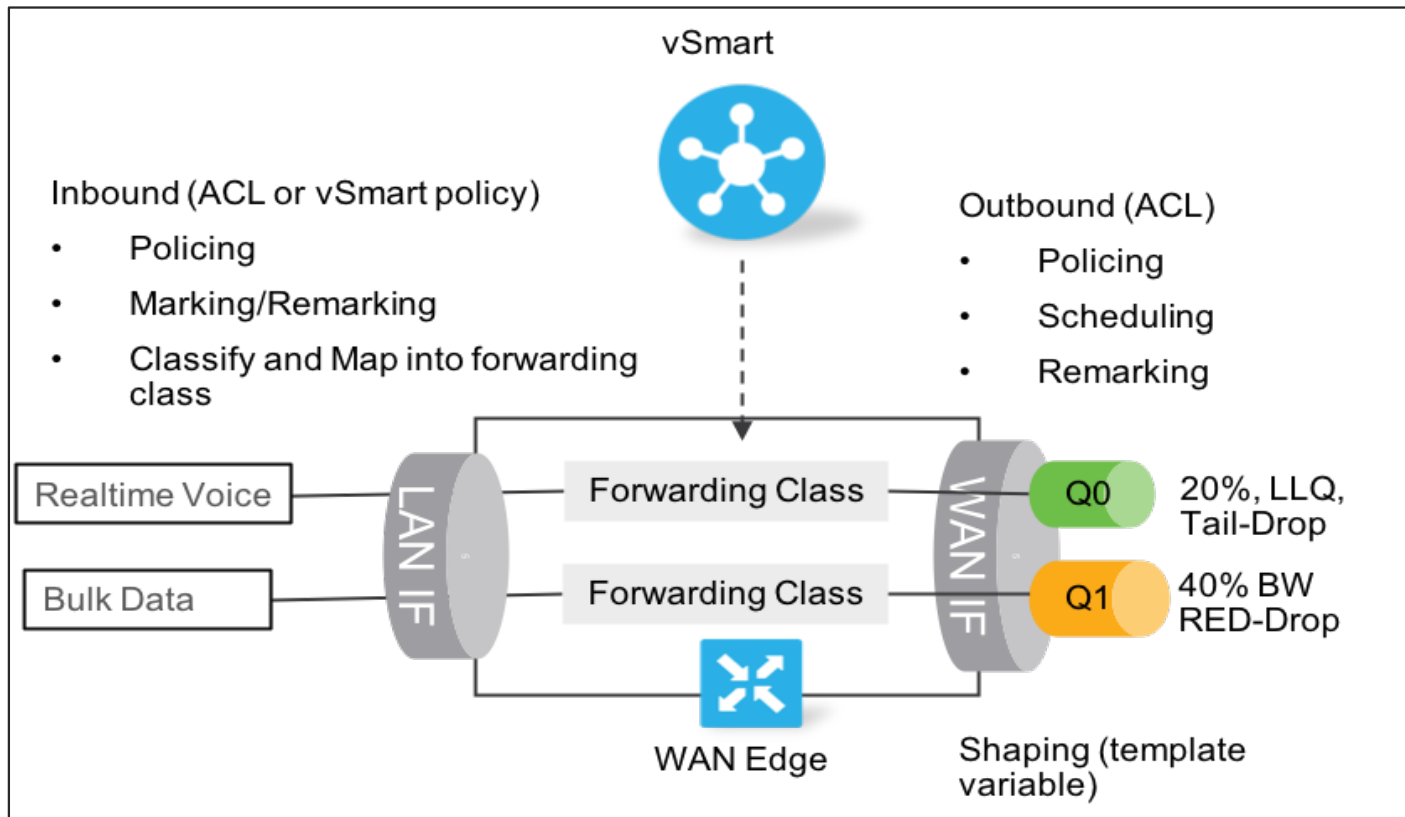 vSmart
Inbound (ACL or vSmart policy)
• Policing
• Marking/Remarking
• Classify and Map into forwarding
class
Outbound (ACL)
• Policing
• Scheduling
• Remarking
Realtime Voice
LAN IF
Forwarding Class
WAN IF
Q0
20%, LLQ,
Tail-Drop
Bulk Data
Forwarding Class
Q1
40% BW
RED-Drop
WAN Edge
Shaping (template
variable)